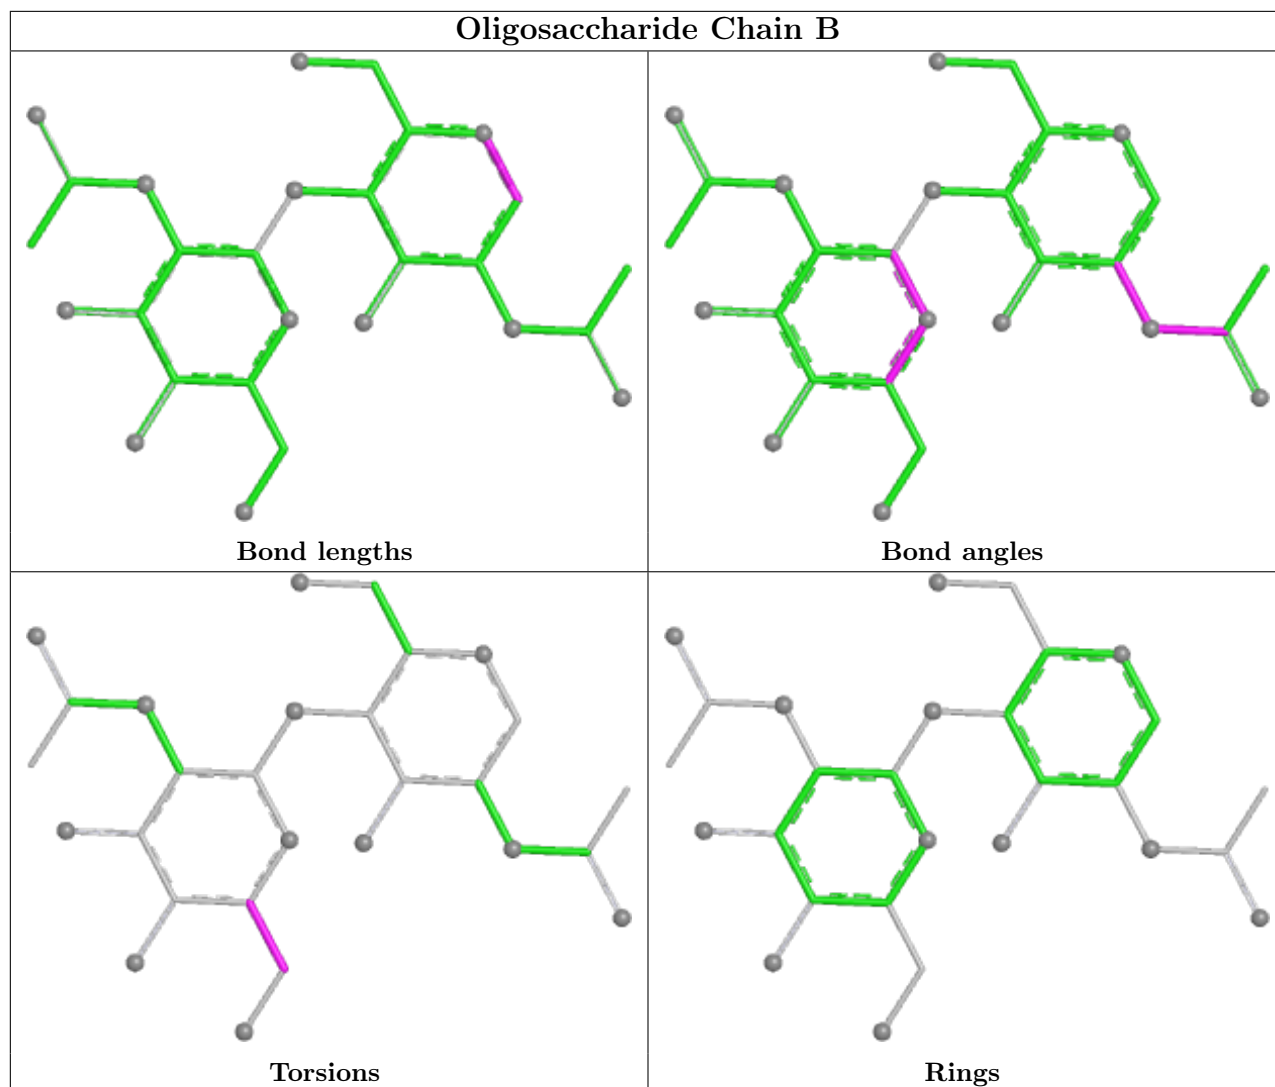 Oligosaccharide Chain B
Bond lengths
Bond angles
Torsions
Rings